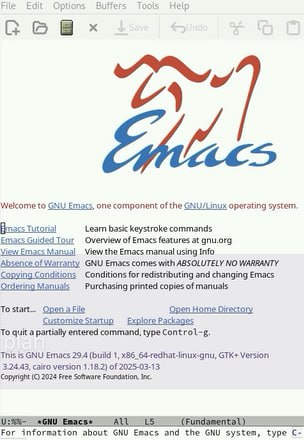 File Edit Options Buffers Tools Help
Save Undo
Emacs
Welcome to GNU Emacs, one component of the GNU/Linux operating system.
Emacs Tutorial Learn basic keystroke commands
Emacs Guided Tour Overview of Emacs features at gnu.org
View Emacs Manual View the Emacs manual using Info
Absence of Warranty GNU Emacs comes with ABSOLUTELY NO WARRANTY
Copying Conditions Conditions for redistributing and changing Emacs
Ordering Manuals Purchasing printed copies of manuals
To start... Open a File Open Home Directory
Customize Startup Explore Packages
To quit a partially entered command, type Control-g.
plan
This is GNU Emacs 29.4 (build 1, x86_64-redhat-linux-gnu, GTK+ Version
3.24.43, cairo version 1.18.2) of 2025-03-13
Copyright (C) 2024 Free Software Foundation, Inc.
U:%%- *GNU Emacs* All L5 (Fundamental)
For information about GNU Emacs and the GNU system, type C-